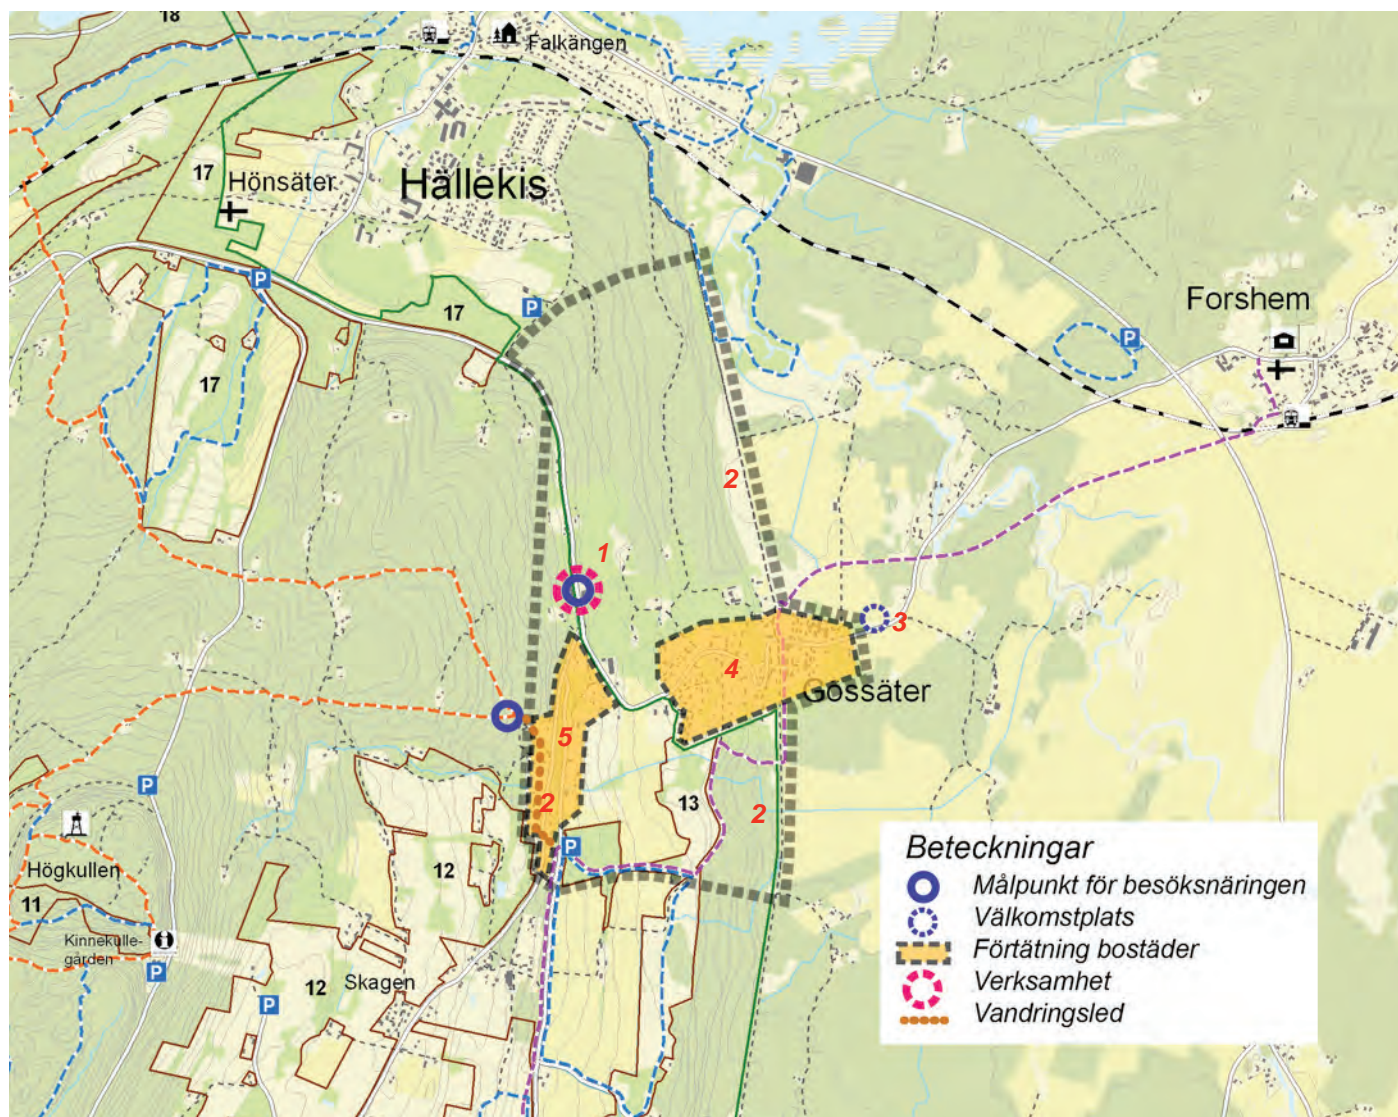 18
Falkängen
17
Hönsäter
Hällekis
P
P
17
Forshem
P
17
2
1
3
4
Gössäter
5
P
2
13
2
P
12
Högkullen
11
Kinnekulle-
gården
P
12
Skagen
P
Beteckningar
Målpunkt för besöksnäringen
Välkomstplats
Förtätning bostäder
Verksamhet
Vandringsled